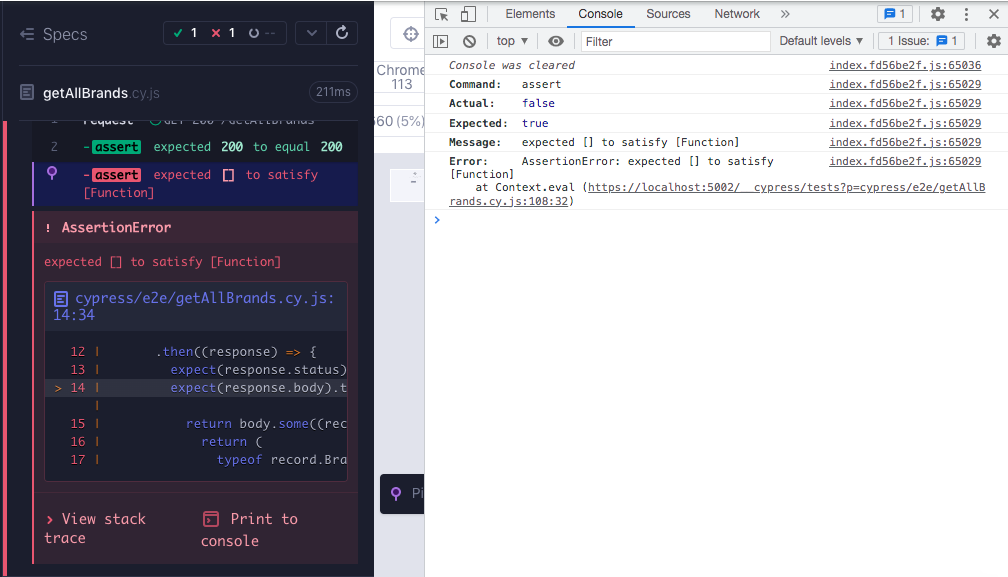 Specs
1 1 --
getAllBrands.cy.js 211ms
request GET 200 /GetAllBrands
2 -assert expected 200 to equal 200
-assert expected [] to satisfy
[Function]
! AssertionError
expected [] to satisfy [Function]
cypress/e2e/getAllBrands.cy.js:
14:34
12 | .then((response) => {
13 | expect(response.status)
> 14 | expect(response.body).t
|
15 | return body.some((rec
16 | return (
17 | typeof record.Bra
> View stack
trace
Print to
console
Chrome
113
60 (5%)
Pi
Elements Console Sources Network » 1
top ▼ Filter Default levels ▼ 1 Issue: 1
Console was cleared index.fd56be2f.js:65036
Command: assert index.fd56be2f.js:65029
Actual: false index.fd56be2f.js:65029
Expected: true index.fd56be2f.js:65029
Message: expected [] to satisfy [Function] index.fd56be2f.js:65029
Error: AssertionError: expected [] to satisfy index.fd56be2f.js:65029
[Function]
at Context.eval (https://localhost:5002/__cypress/tests?p=cypress/e2e/getAllB
rands.cy.js:108:32)
>